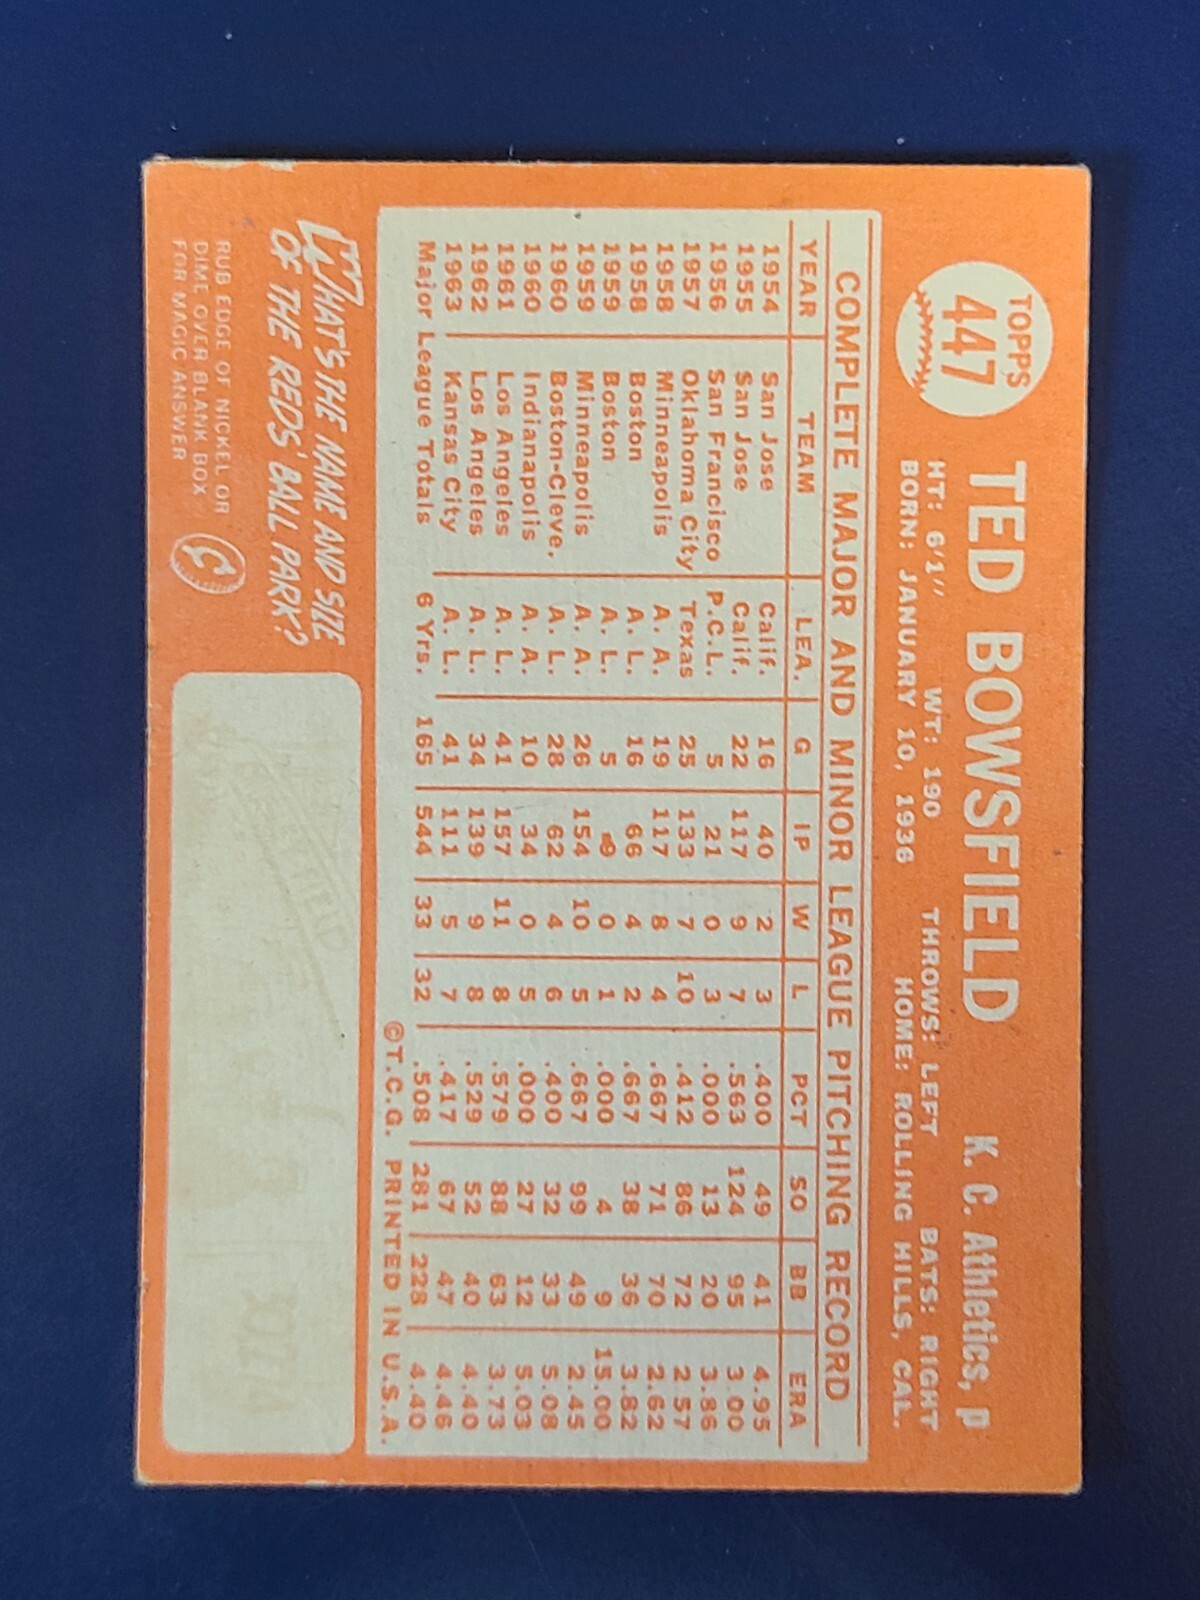 TOPPS
447
TED BOWSFIELD K. C. Athletics, p
HT: 6'1" WT: 190 THROWS: LEFT BATS: RIGHT
BORN: JANUARY 10, 1936 HOME: ROLLING HILLS, CAL.
COMPLETE MAJOR AND MINOR LEAGUE PITCHING RECORD
YEAR TEAM LEA. G IP W L PCT SO BB ERA
1954 San Jose Calif. 16 40 2 3 .400 49 41 4.95
1955 San Jose Calif. 22 117 9 7 .563 124 95 3.00
1956 San Francisco P.C.L. 5 21 0 3 .000 13 20 3.86
1957 Oklahoma City Texas 25 133 7 10 .412 86 72 2.57
1958 Minneapolis A. A. 19 117 8 4 .667 71 70 2.62
1958 Boston A. L. 16 66 4 2 .667 38 36 3.82
1959 Boston A. L. 5 9 0 1 .000 4 9 15.00
1959 Minneapolis A. A. 26 154 10 5 .667 99 49 2.45
1960 Boston-Cleve. A. L. 28 62 4 6 .400 32 33 5.08
1960 Indianapolis A. A. 10 34 0 5 .000 27 12 5.03
1961 Los Angeles A. L. 41 157 11 8 .579 88 63 3.73
1962 Los Angeles A. L. 34 139 9 8 .529 52 40 4.40
1963 Kansas City A. L. 41 111 5 7 .417 67 47 4.46
Major League Totals 6 Yrs. 165 544 33 32 .508 281 228 4.40
©T.C.G. PRINTED IN U.S.A.
WHAT'S THE NAME AND SIZE
OF THE REDS' BALL PARK?
RUB EDGE OF NICKEL OR
DIME OVER BLANK BOX
FOR MAGIC ANSWER